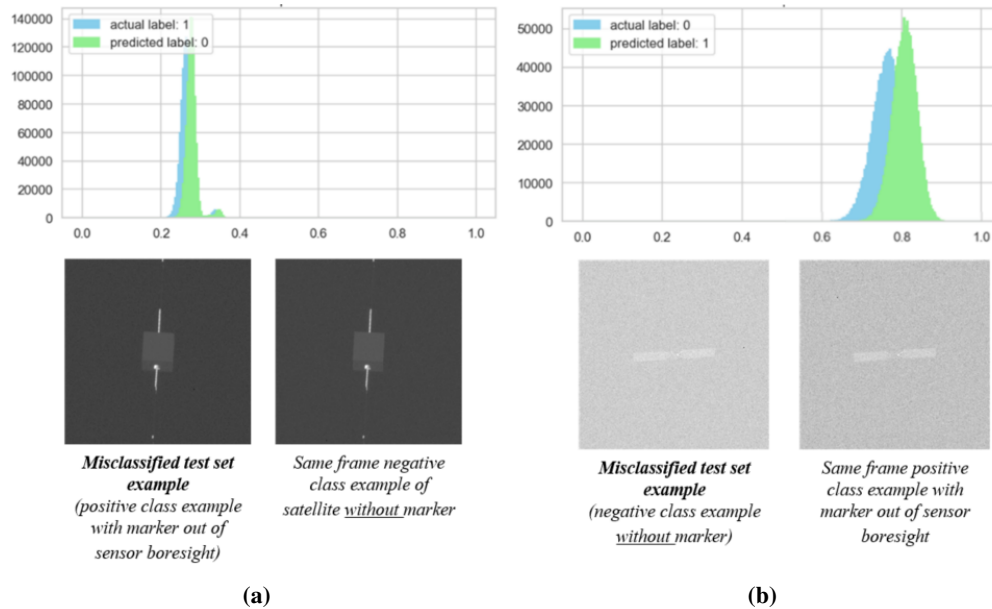 actual label: 1
predicted label: 0
140000
120000
100000
80000
60000
40000
20000
0
0.0 0.2 0.4 0.6 0.8 1.0
Misclassified test set
example
(positive class example
with marker out of
sensor boresight)
Same frame negative
class example of
satellite without marker
(a)
actual label: 0
predicted label: 1
50000
40000
30000
20000
10000
0
0.0 0.2 0.4 0.6 0.8 1.0
Misclassified test set
example
(negative class example
without marker)
Same frame positive
class example with
marker out of sensor
boresight
(b)